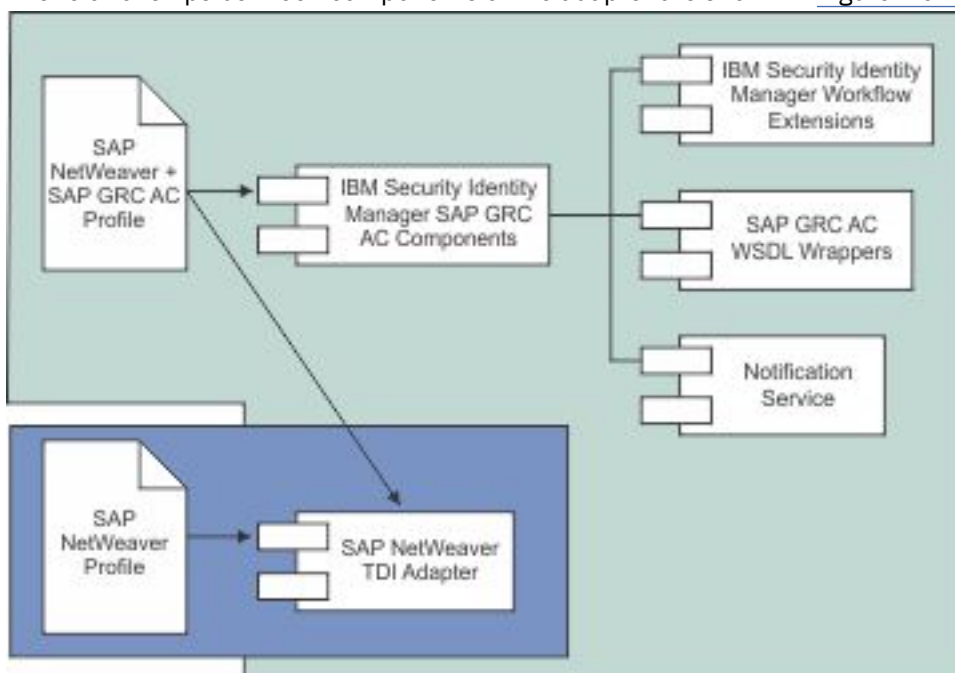 SAP
NetWeaver +
SAP GRC AC
Profile
IBM Security Identity
Manager SAP GRC
AC Components
IBM Security Identity
Manager Workflow
Extensions
SAP GRC AC
WSDL Wrappers
Notification
Service
SAP
NetWeaver
Profile
SAP NetWeaver
TDI Adapter